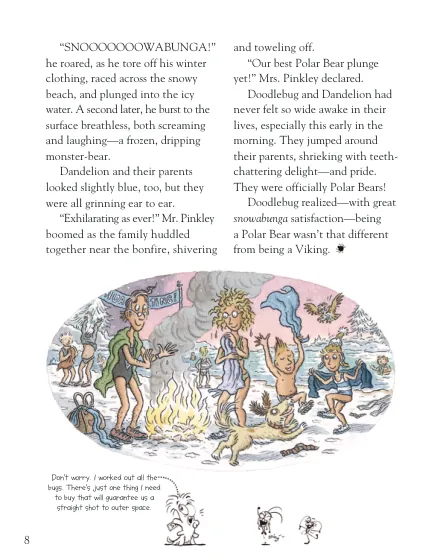 “SNOOOOOOOWABUNGA!”
he roared, as he tore off his winter
clothing, raced across the snowy
beach, and plunged into the icy
water. A second later, he burst to the
surface breathless, both screaming
and laughing—a frozen, dripping
monster-bear.
Dandelion and their parents
looked slightly blue, too, but they
were all grinning ear to ear.
“Exhilarating as ever!” Mr. Pinkley
boomed as the family huddled
together near the bonfire, shivering
and toweling off.
“Our best Polar Bear plunge
yet!” Mrs. Pinkley declared.
Doodlebug and Dandelion had
never felt so wide awake in their
lives, especially this early in the
morning. They jumped around
their parents, shrieking with teeth-
chattering delight—and pride.
They were officially Polar Bears!
Doodlebug realized—with great
snowabunga satisfaction—being
a Polar Bear wasn’t that different
from being a Viking.
Don't worry. I worked out all the
bugs. There's just one thing I need
to buy that will guarantee us a
straight shot to outer space.
8